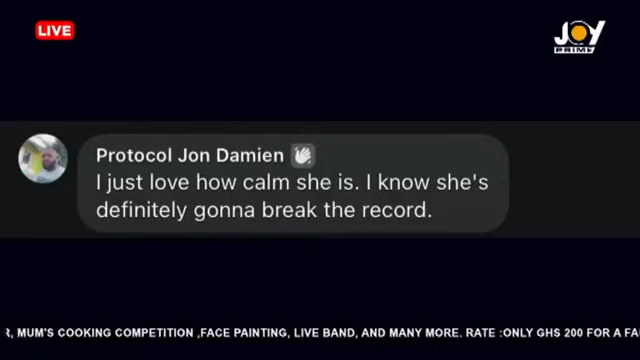 LIVE
JOY
PRIME
Protocol Jon Damien
I just love how calm she is. I know she's
definitely gonna break the record.
R, MUM'S COOKING COMPETITION ,FACE PAINTING, LIVE BAND, AND MANY MORE. RATE :ONLY GHS 200 FOR A FA